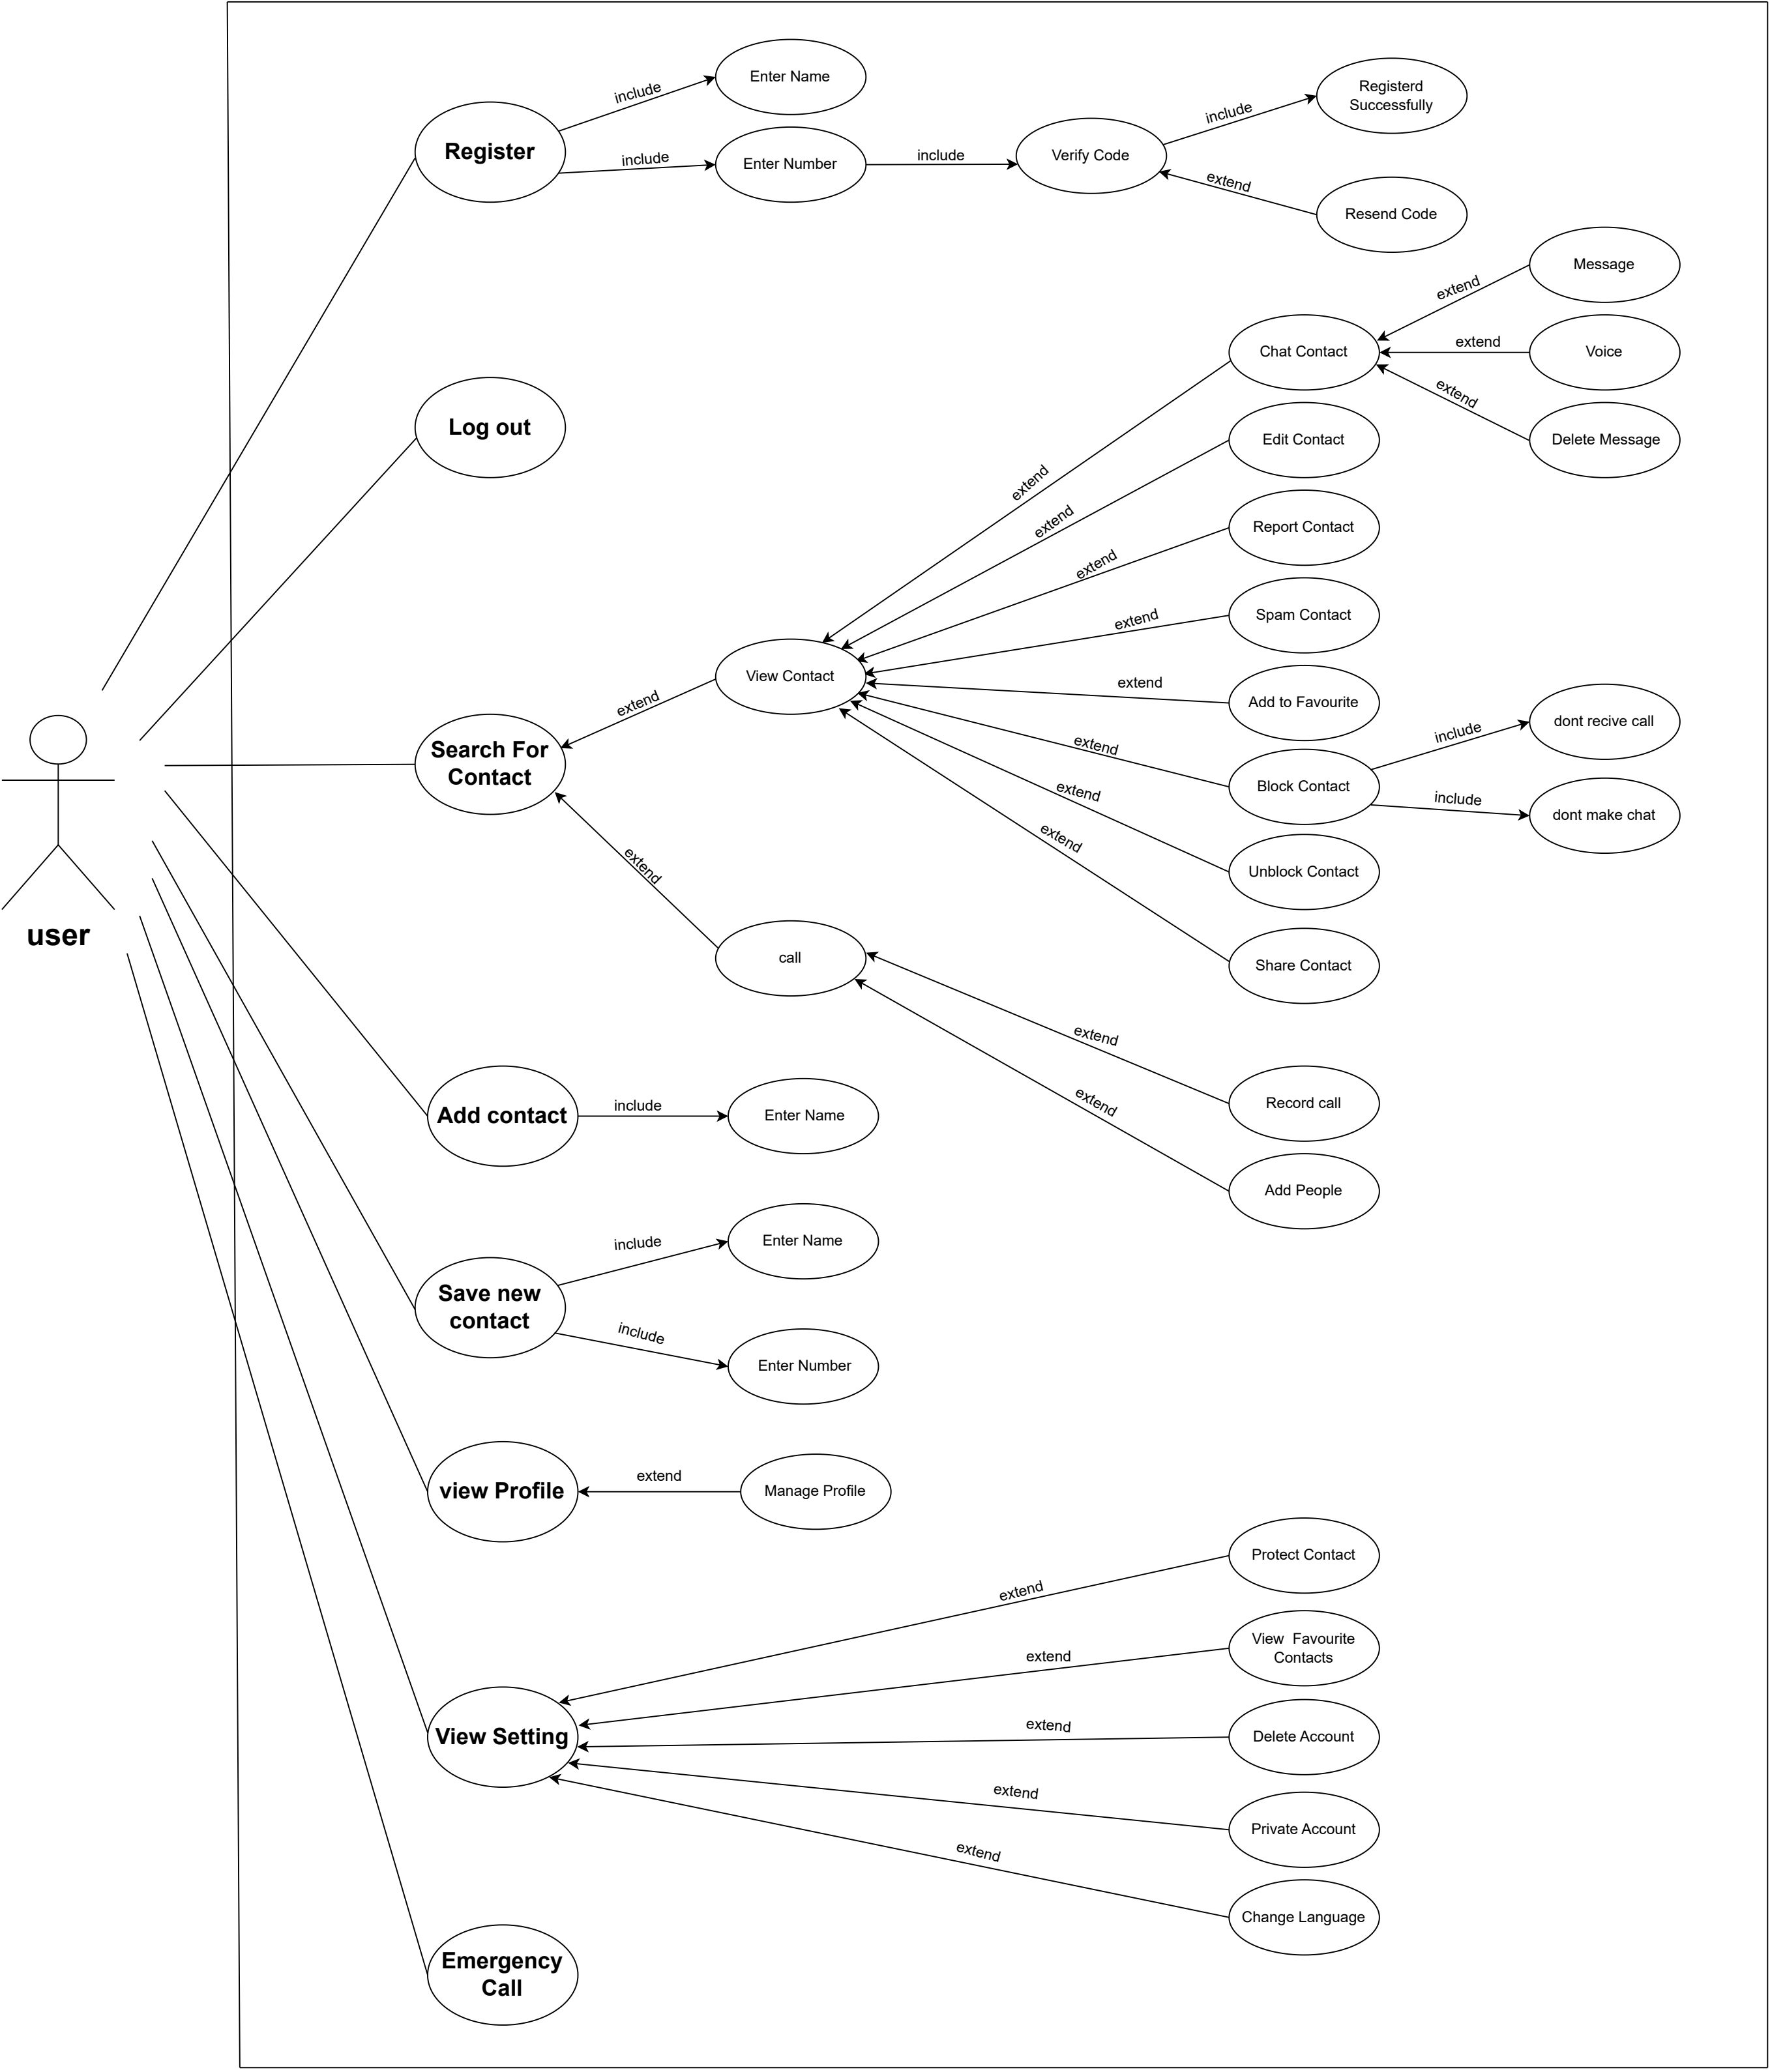 include
Enter Name
Register
include
Enter Number
include
Verify Code
include
Registerd
Successfully
extend
Resend Code
Message
extend
Chat Contact
extend
Voice
extend
Delete Message
Log out
extend
Edit Contact
extend
Report Contact
extend
Spam Contact
extend
View Contact
extend
Add to Favourite
extend
Search For
Contact
extend
Block Contact
include
dont recive call
include
dont make chat
extend
Unblock Contact
extend
Share Contact
extend
call
user
extend
Record call
extend
Add People
Add contact
include
Enter Name
include
Enter Name
Save new
contact
include
Enter Number
view Profile
extend
Manage Profile
extend
Protect Contact
extend
View  Favourite
Contacts
View Setting
extend
Delete Account
extend
Private Account
extend
Change Language
Emergency
Call